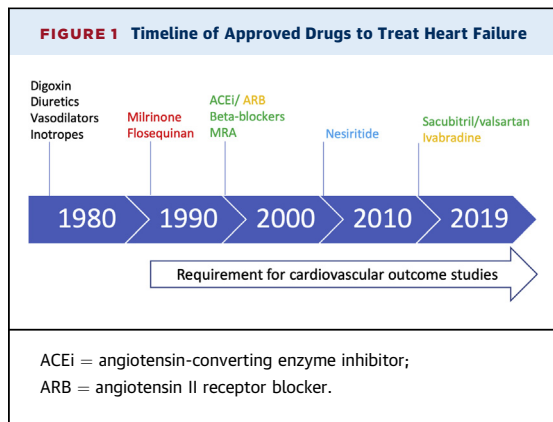 FIGURE 1 Timeline of Approved Drugs to Treat Heart Failure
Digoxin
Diuretics
Vasodilators
Inotropes
Milrinone
Flosequinan
ACEi/ ARB
Beta-blockers
MRA
Nesiritide
Sacubitril/valsartan
Ivabradine
1980
1990
2000
2010
2019
Requirement for cardiovascular outcome studies
ACEi = angiotensin-converting enzyme inhibitor;
ARB = angiotensin II receptor blocker.